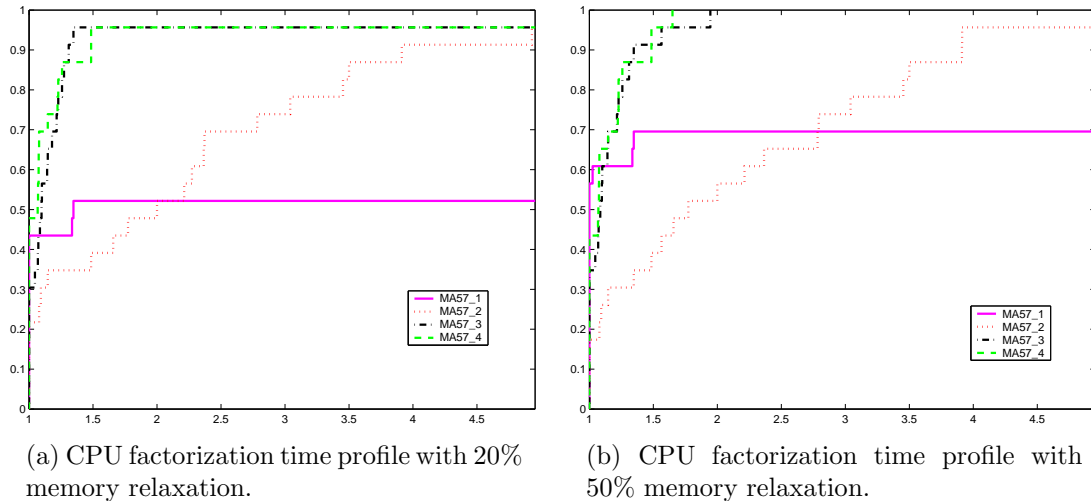 1
0.9
0.8
0.7
0.6
0.5
0.4
0.3
0.2
0.1
0
1 1.5 2 2.5 3 3.5 4 4.5
MA57_1
MA57_2
MA57_3
MA57_4
(a) CPU factorization time profile with 20%
memory relaxation.
1
0.9
0.8
0.7
0.6
0.5
0.4
0.3
0.2
0.1
0
1 1.5 2 2.5 3 3.5 4 4.5
MA57_1
MA57_2
MA57_3
MA57_4
(b) CPU factorization time profile with
50% memory relaxation.